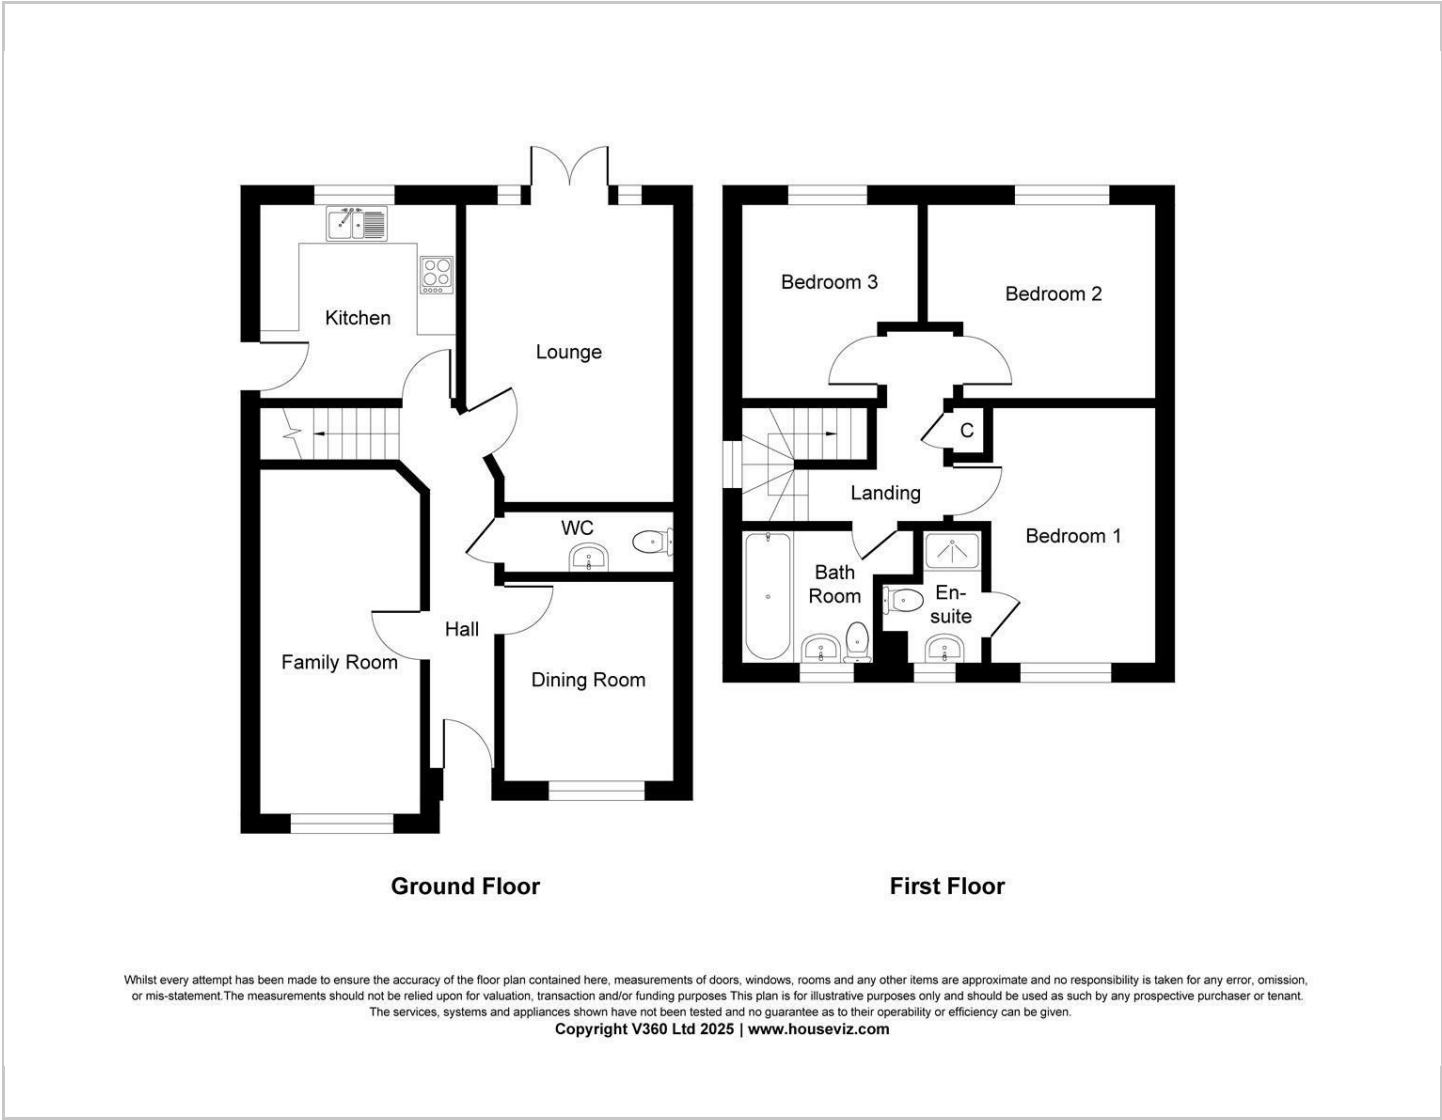 Kitchen
Lounge
WC
Hall
Family Room
Dining Room
Bedroom 3
Bedroom 2
C
Landing
Bedroom 1
Bath
Room
En-
suite
Ground Floor
First Floor
Whilst every attempt has been made to ensure the accuracy of the floor plan contained here, measurements of doors, windows, rooms and any other items are approximate and no responsibility is taken for any error, omission,
or mis-statement.The measurements should not be relied upon for valuation, transaction and/or funding purposes This plan is for illustrative purposes only and should be used as such by any prospective purchaser or tenant.
The services, systems and appliances shown have not been tested and no guarantee as to their operability or efficiency can be given.
Copyright V360 Ltd 2025 | www.houseviz.com